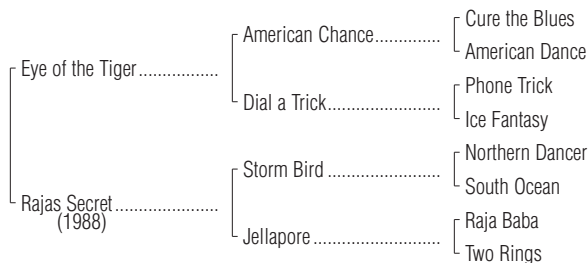 Cure the Blues
American Chance
American Dance
Eye of the Tiger
Phone Trick
Dial a Trick
Ice Fantasy
Northern Dancer
Storm Bird
South Ocean
Rajas Secret
(1988)
Raja Baba
Jellapore
Two Rings